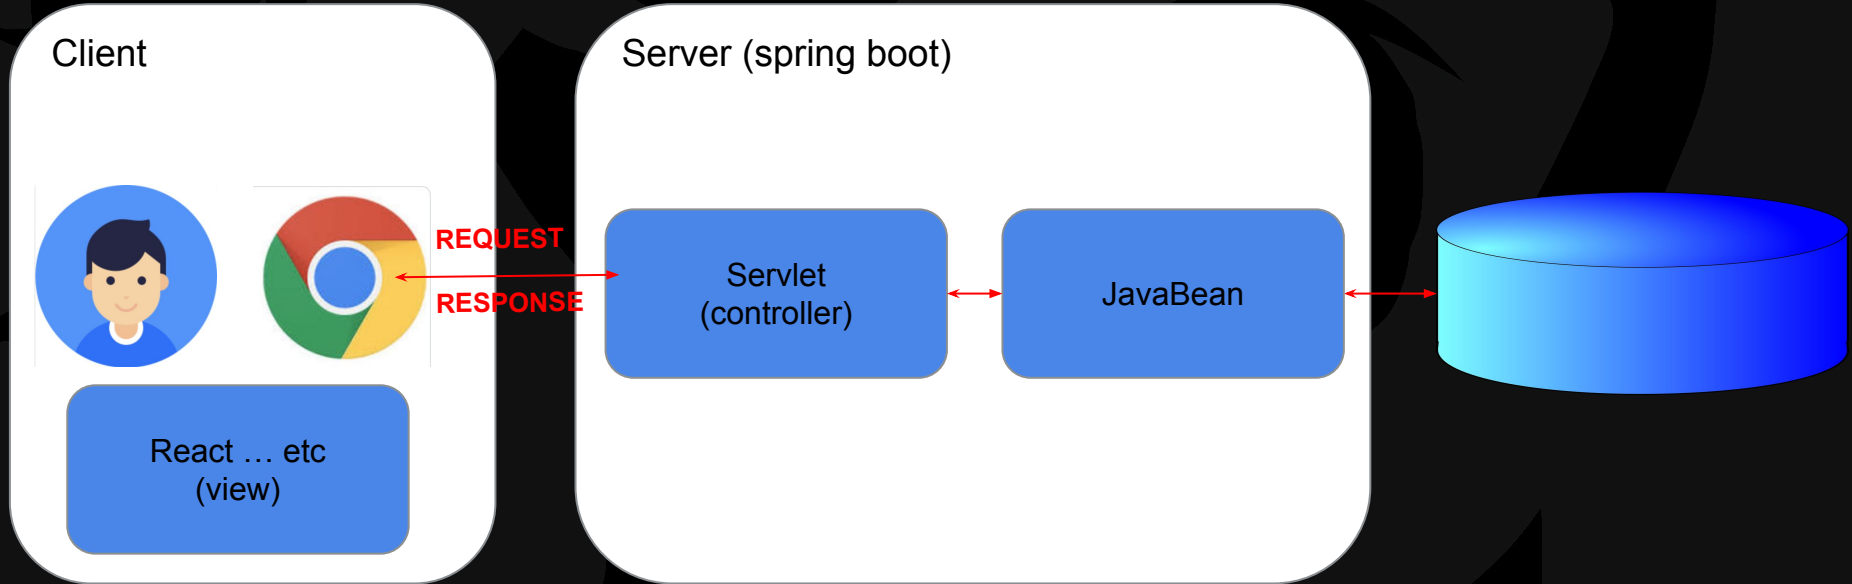 Client
Server (spring boot)
REQUEST
RESPONSE
Servlet
(controller)
JavaBean
React … etc
(view)